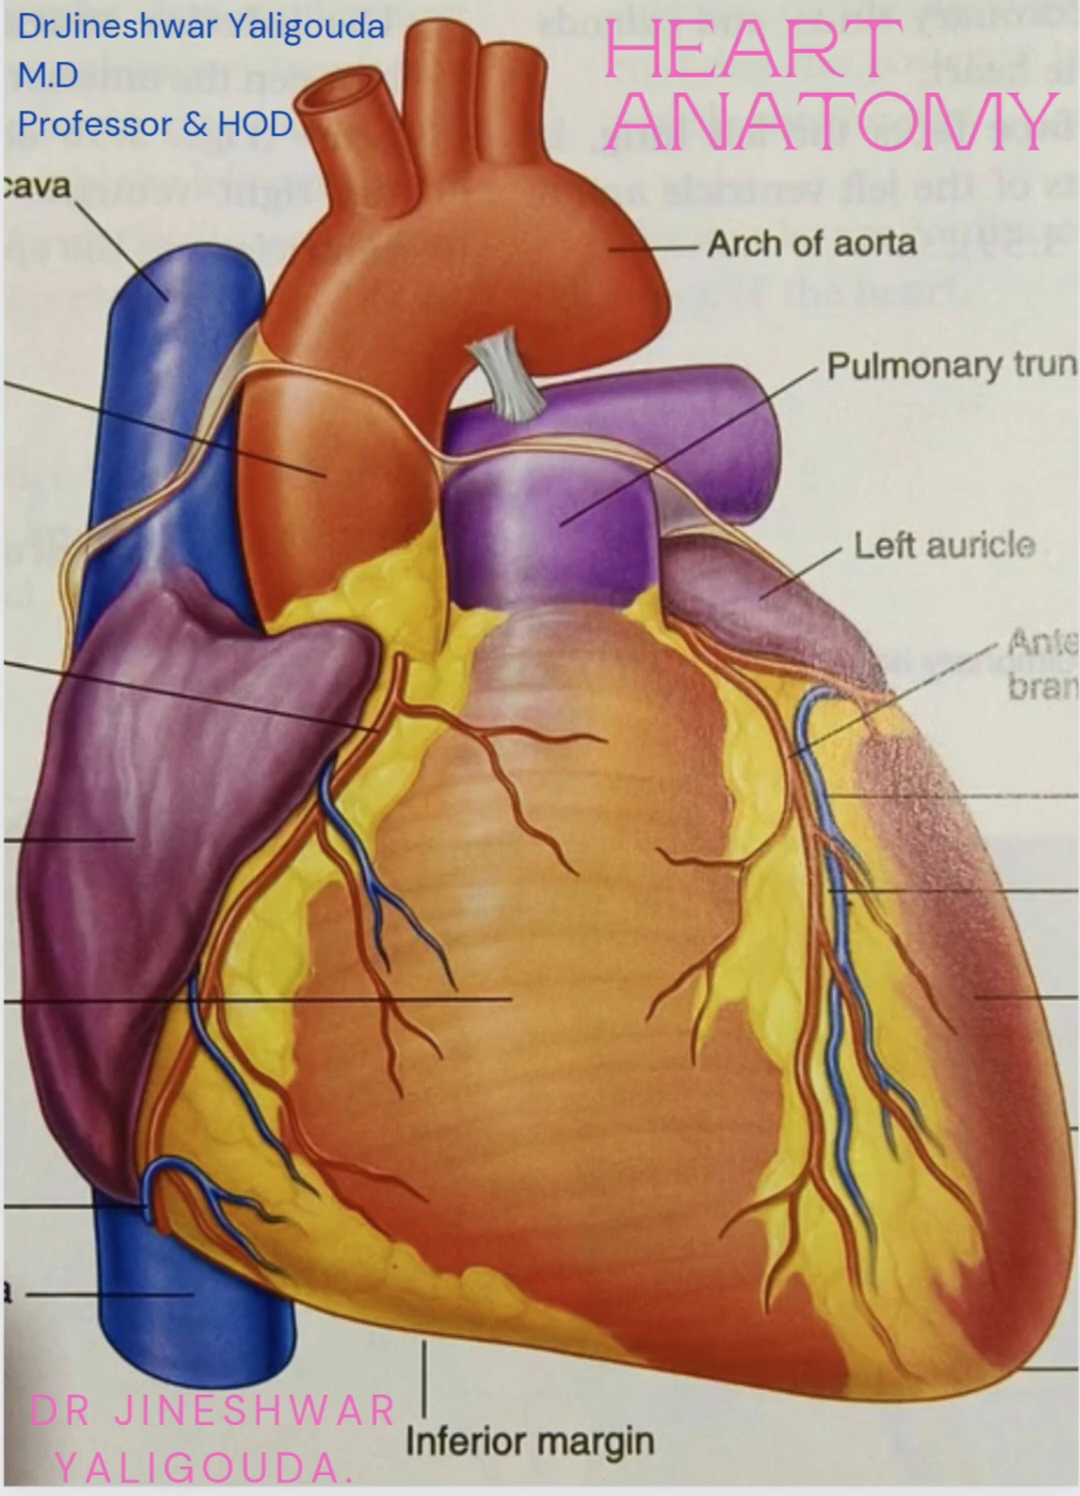 DrJineshwar Yaligouda
M.D
Professor & HOD
HEART
ANATOMY
cava
Arch of aorta
Pulmonary trun
Left auricle
Ante
bran
a
Inferior margin
DR JINESHWAR
YALIGOUDA.